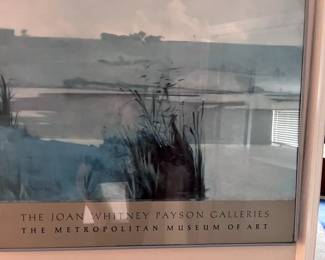 THE JOAN WHITNEY PAYSON GALLERIES
THE METROPOLITAN MUSEUM OF ART